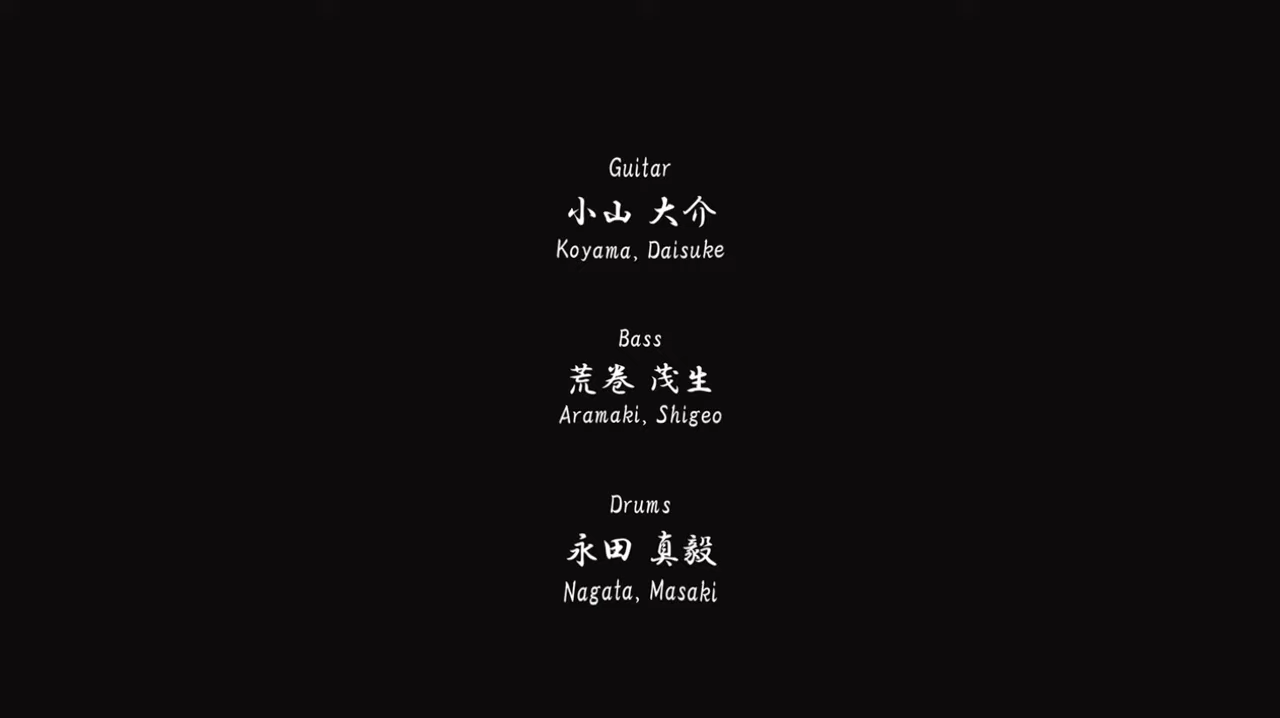 Guitar
小山 大介
Koyama, Daisuke
Bass
荒巻 茂生
Aramaki, Shigeo
Drums
永田 真毅
Nagata, Masaki